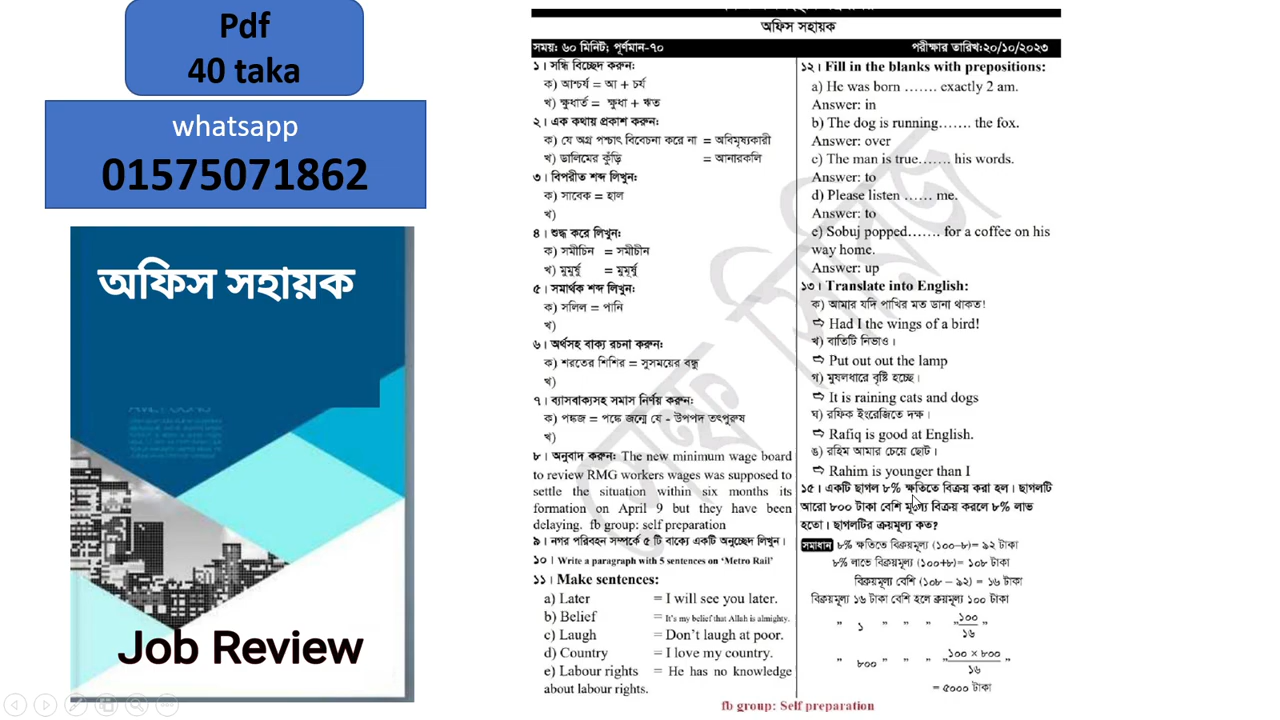 Pdf
40 taka
whatsapp
01575071862
অফিস সহায়ক
Job Review
অফিস সহায়ক
সময়: ৬০ মিনিট; পূর্ণমান-৭০ পরীক্ষার তারিখ:২০/১০/২০২৩
১। সন্ধি বিচ্ছেদ করুন:
ক) আশ্চর্য = আ + চর্য
খ) ক্ষুধার্ত = ক্ষুধা + ঋত
২। এক কথায় প্রকাশ করুন:
ক) যে অগ্র পশ্চাৎ বিবেচনা করে না = অবিমৃষ্যকারী
খ) ডালিমের কুঁড়ি = আনারকলি
৩। বিপরীত শব্দ লিখুন:
ক) সাবেক = হাল
খ)
৪। শুদ্ধ করে লিখুন:
ক) সমীচিন = সমীচীন
খ) মুমুর্ষু = মুমূর্ষু
৫। সমার্থক শব্দ লিখুন:
ক) সলিল = পানি
খ)
৬। অর্থসহ বাক্য রচনা করুন:
ক) শরতের শিশির = সুসময়ের বন্ধু
খ)
৭। ব্যাসবাক্যসহ সমাস নির্ণয় করুন:
ক) পঙ্কজ = পঙ্কে জন্মে যে - উপপদ তৎপুরুষ
খ)
৮। অনুবাদ করুন: The new minimum wage board
to review RMG workers wages was supposed to
settle the situation within six months its
formation on April 9 but they have been
delaying. fb group: self preparation
৯। নগর পরিবহন সম্পর্কে ৫ টি বাক্যে একটি অনুচ্ছেদ লিখুন।
১০। Write a paragraph with 5 sentences on ‘Metro Rail’
১১। Make sentences:
a) Later = I will see you later.
b) Belief = It's my belief that Allah is almighty.
c) Laugh = Don't laugh at poor.
d) Country = I love my country.
e) Labour rights = He has no knowledge
about labour rights.
১২। Fill in the blanks with prepositions:
a) He was born ……. exactly 2 am.
Answer: in
b) The dog is running……. the fox.
Answer: over
c) The man is true……. his words.
Answer: to
d) Please listen …… me.
Answer: to
e) Sobuj popped……. for a coffee on his
way home.
Answer: up
১৩। Translate into English:
ক) আমার যদি পাখির মত ডানা থাকত!
⇨ Had I the wings of a bird!
খ) বাতিটি নিভাও।
⇨ Put out out the lamp
গ) মুষলধারে বৃষ্টি হচ্ছে।
⇨ It is raining cats and dogs
ঘ) রফিক ইংরেজিতে দক্ষ।
⇨ Rafiq is good at English.
ঙ) রহিম আমার চেয়ে ছোট।
⇨ Rahim is younger than I
১৫। একটি ছাগল ৮% ক্ষতিতে বিক্রয় করা হল। ছাগলটি
আরো ৮০০ টাকা বেশি মূল্য বিক্রয় করলে ৮% লাভ
হতো। ছাগলটির ক্রয়মূল্য কত?
সমাধান ৮% ক্ষতিতে বিক্রয়মূল্য (১০০-৮)= ৯২ টাকা
৮% লাভে বিক্রয়মূল্য (১০০+৮)= ১০৮ টাকা
বিক্রয়মূল্য বেশি (১০৮ – ৯২) = ১৬ টাকা
বিক্রয়মূল্য ১৬ টাকা বেশি হলে ক্রয়মূল্য ১০০ টাকা
" ১ " " " " ১০০/১৬ "
" ৮০০ " " " " ১০০ × ৮০০/১৬ "
= ৫০০০ টাকা
fb group: Self preparation